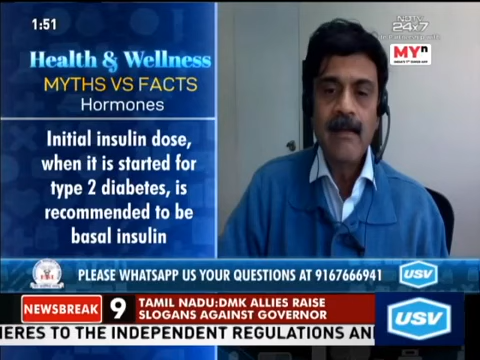 1:51
Health & Wellness
MYTHS VS FACTS
Hormones
Initial insulin dose,
when it is started for
type 2 diabetes, is
recommended to be
basal insulin
NDTV
24x7
MYn
PLEASE WHATSAPP US YOUR QUESTIONS AT 9167666941
USV
NEWSBREAK 9 TAMIL NADU:DMK ALLIES RAISE
SLOGANS AGAINST GOVERNOR
USV
HERES TO THE INDEPENDENT REGULATIONS AN